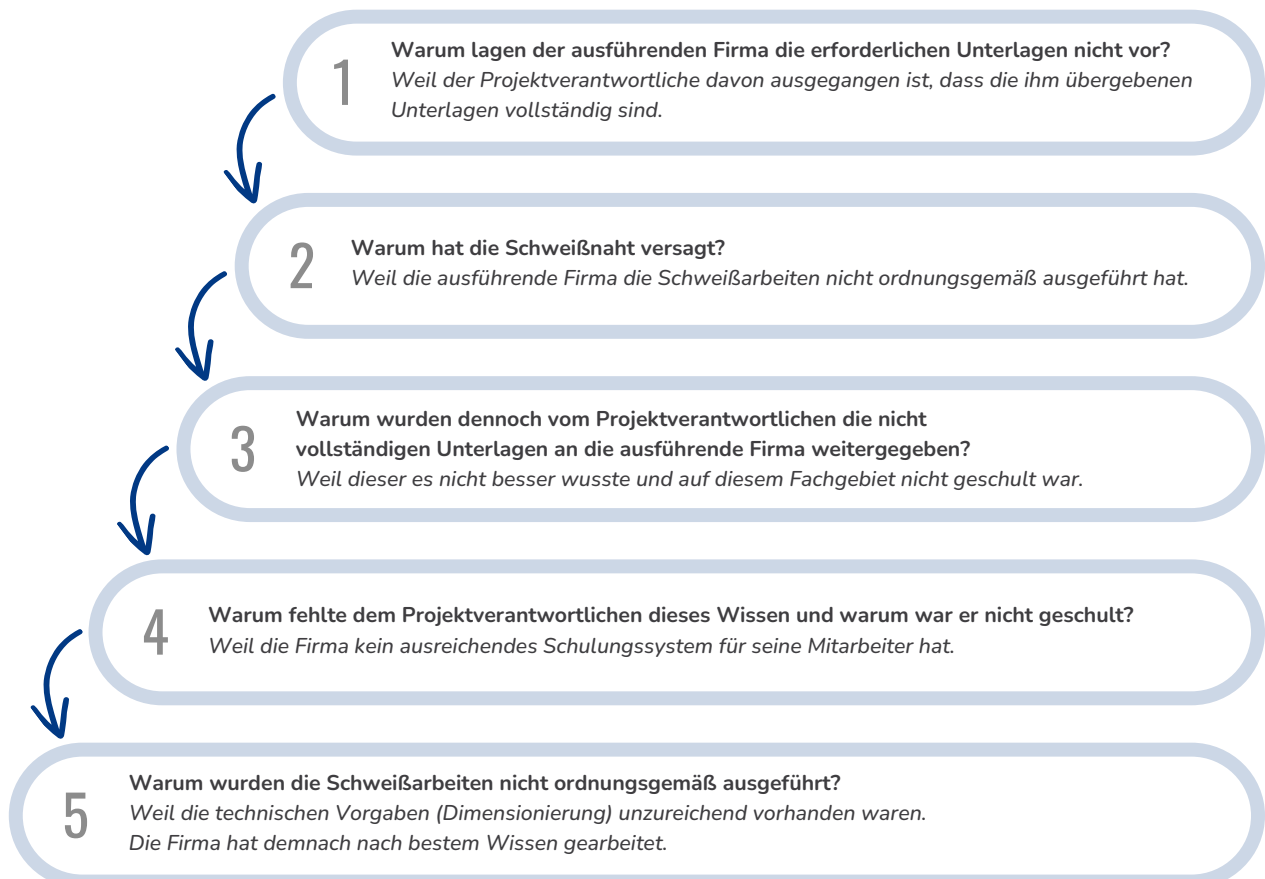 1
Warum lagen der ausführenden Firma die erforderlichen Unterlagen nicht vor?
Weil der Projektverantwortliche davon ausgegangen ist, dass die ihm übergebenen
Unterlagen vollständig sind.
2
Warum hat die Schweißnaht versagt?
Weil die ausführende Firma die Schweißarbeiten nicht ordnungsgemäß ausgeführt hat.
3
Warum wurden dennoch vom Projektverantwortlichen die nicht
vollständigen Unterlagen an die ausführende Firma weitergegeben?
Weil dieser es nicht besser wusste und auf diesem Fachgebiet nicht geschult war.
4
Warum fehlte dem Projektverantwortlichen dieses Wissen und warum war er nicht geschult?
Weil die Firma kein ausreichendes Schulungssystem für seine Mitarbeiter hat.
5
Warum wurden die Schweißarbeiten nicht ordnungsgemäß ausgeführt?
Weil die technischen Vorgaben (Dimensionierung) unzureichend vorhanden waren.
Die Firma hat demnach nach bestem Wissen gearbeitet.